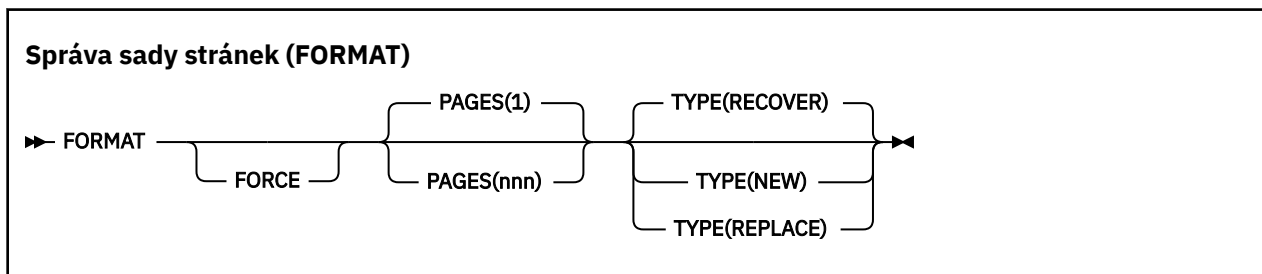 Správa sady stránek (FORMAT)
PAGES(1) TYPE(RECOVER)
FORMAT
FORCE PAGES(nnn) TYPE(NEW)
TYPE(REPLACE)